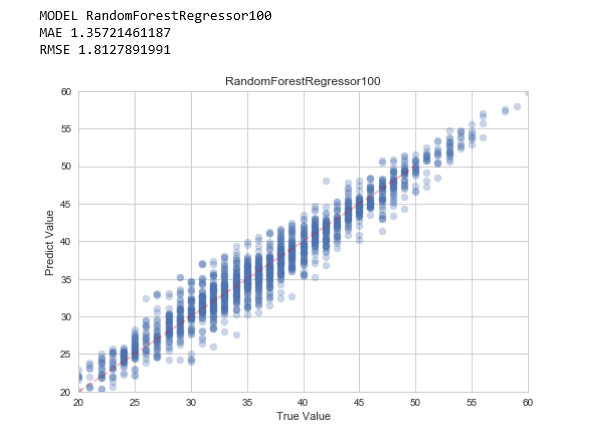 MODEL RandomForestRegressor100
MAE 1.35721461187
RMSE 1.8127891991
RandomForestRegressor100
60
55
50
45
40
35
30
25
20
Predict Value
20 25 30 35 40 45 50 55 60
True Value